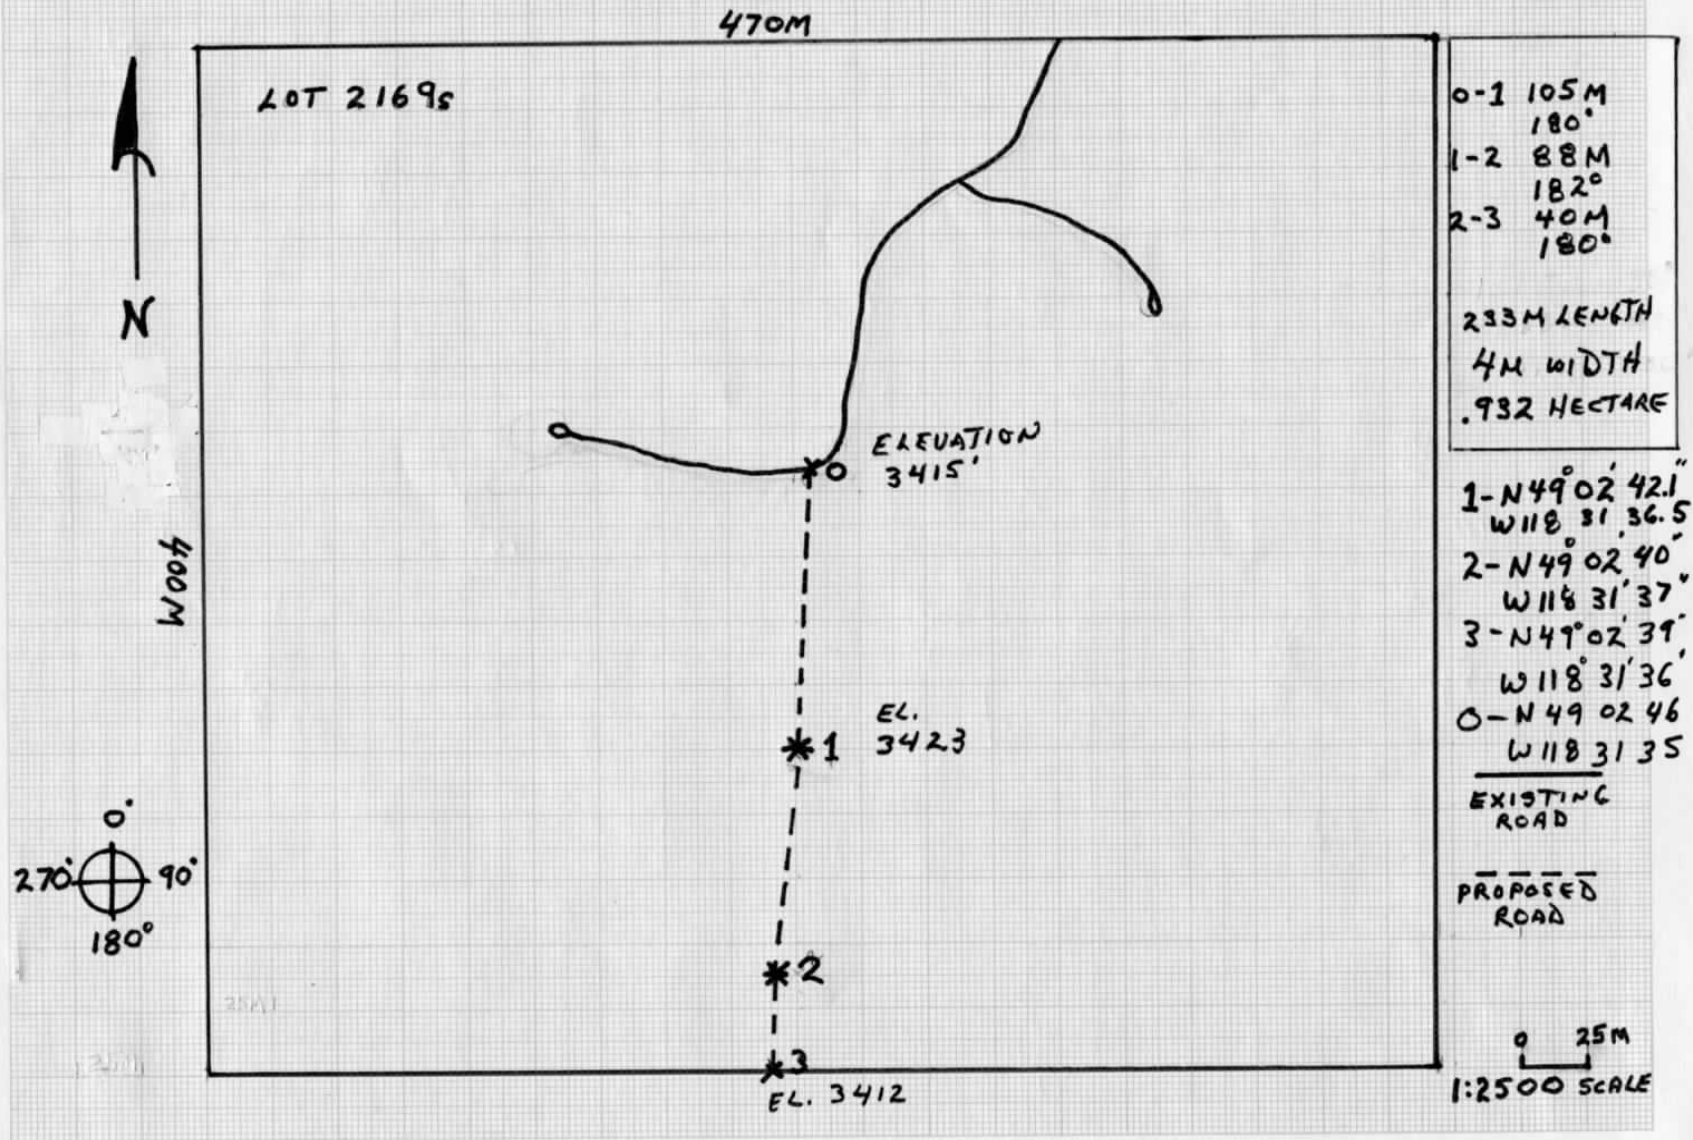 470M
LOT 2169s
N
400M
0°
270° 90°
180°
ELEVATION
3415'
0
EL.
3423
1
2
3
EL. 3412
0-1 105M
180°
1-2 88M
182°
2-3 40M
180°
233M LENGTH
4M WIDTH
.932 HECTARE
1-N49°02'42.1"
W118 31 36.5
2-N49°02'40"
W118 31'37"
3-N49°02'39"
W118°31'36'
0-N49 02 46
W118 31 35
EXISTING
ROAD
PROPOSED
ROAD
0 25M
1:2500 SCALE